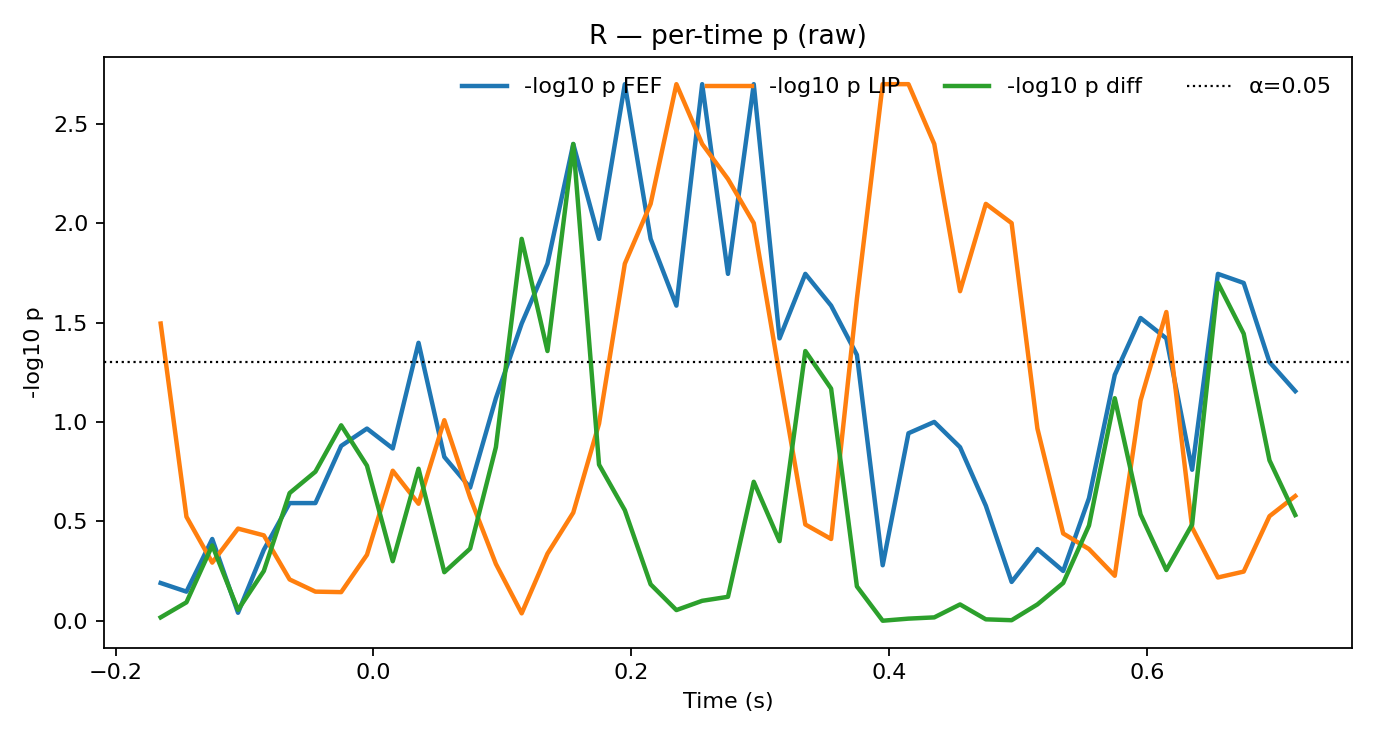 R — per-time p (raw)
-log10 p FEF -log10 p LIP -log10 p diff α=0.05
-log10 p
2.5
2.0
1.5
1.0
0.5
0.0
−0.2 0.0 0.2 0.4 0.6
Time (s)